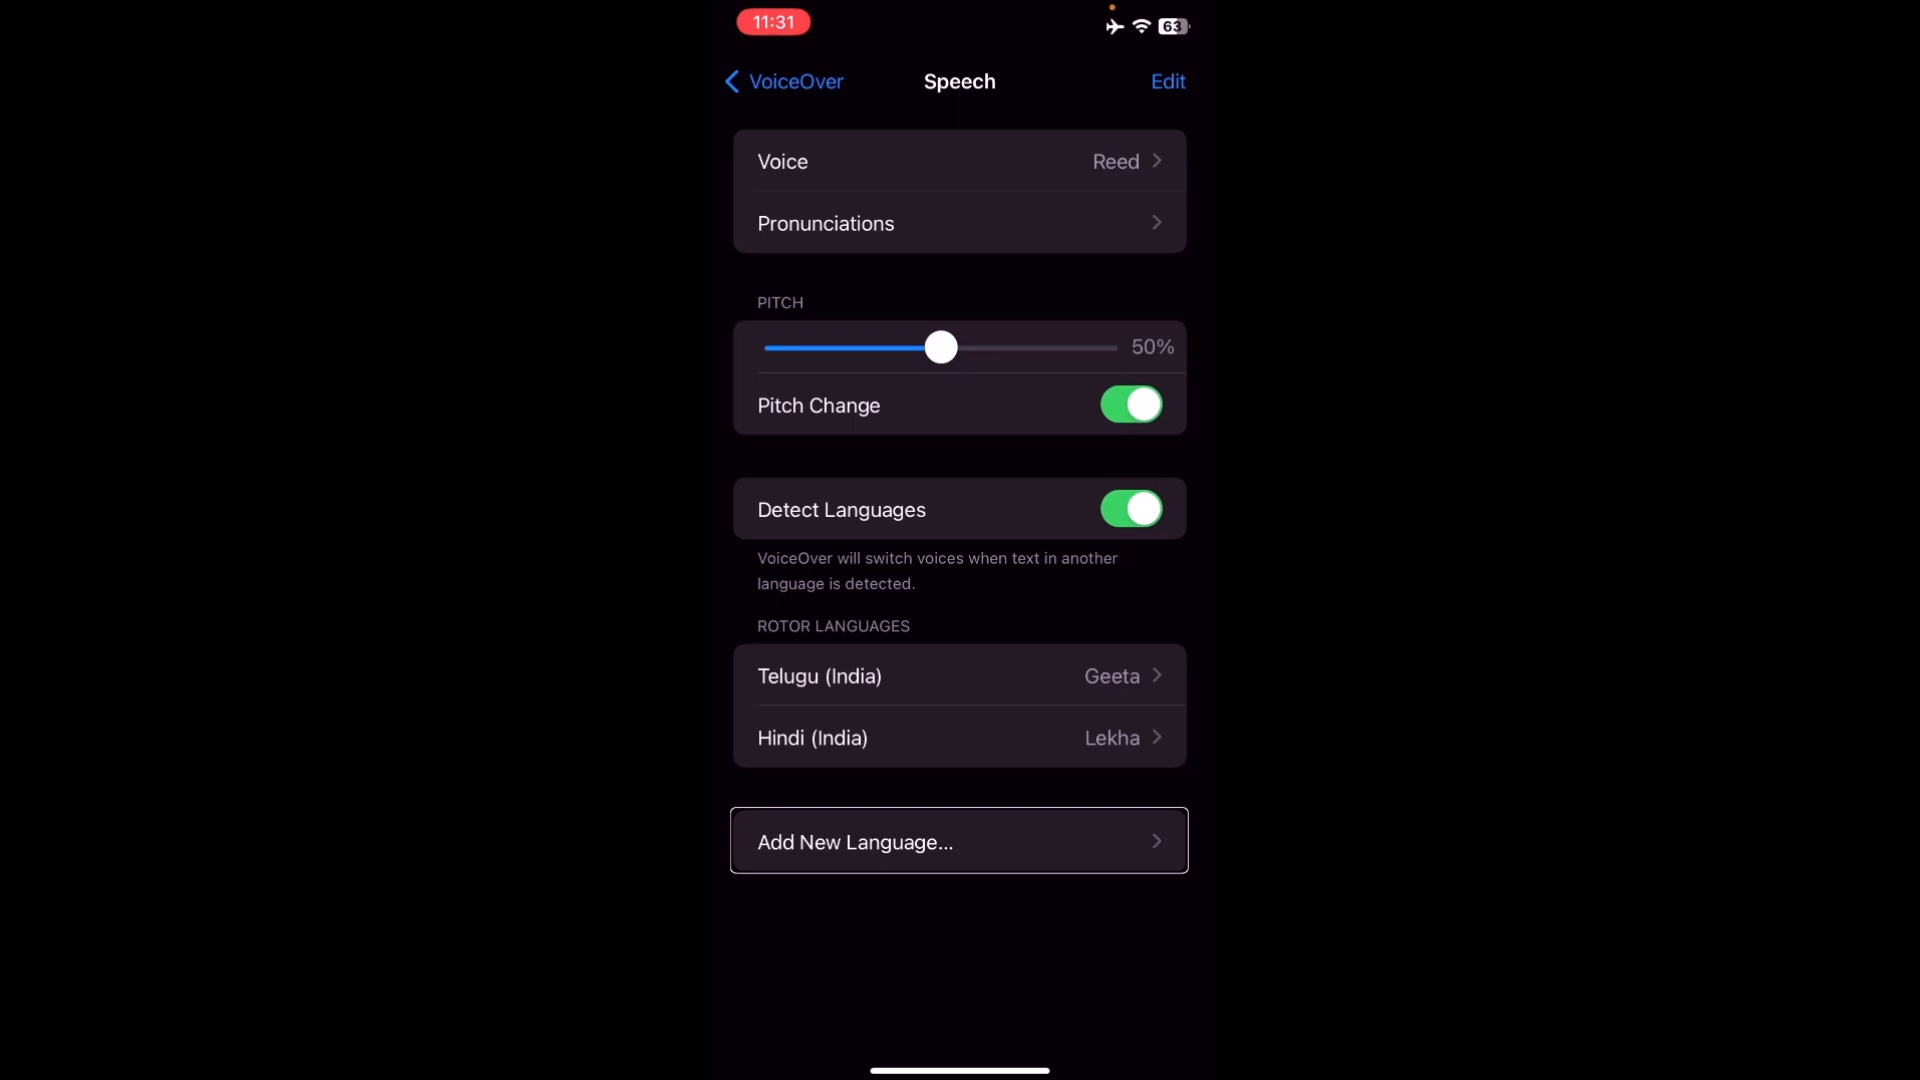 11:31
63
VoiceOver
Speech
Edit
Voice
Reed
Pronunciations
PITCH
50%
Pitch Change
Detect Languages
VoiceOver will switch voices when text in another
language is detected.
ROTOR LANGUAGES
Telugu (India)
Geeta
Hindi (India)
Lekha
Add New Language...